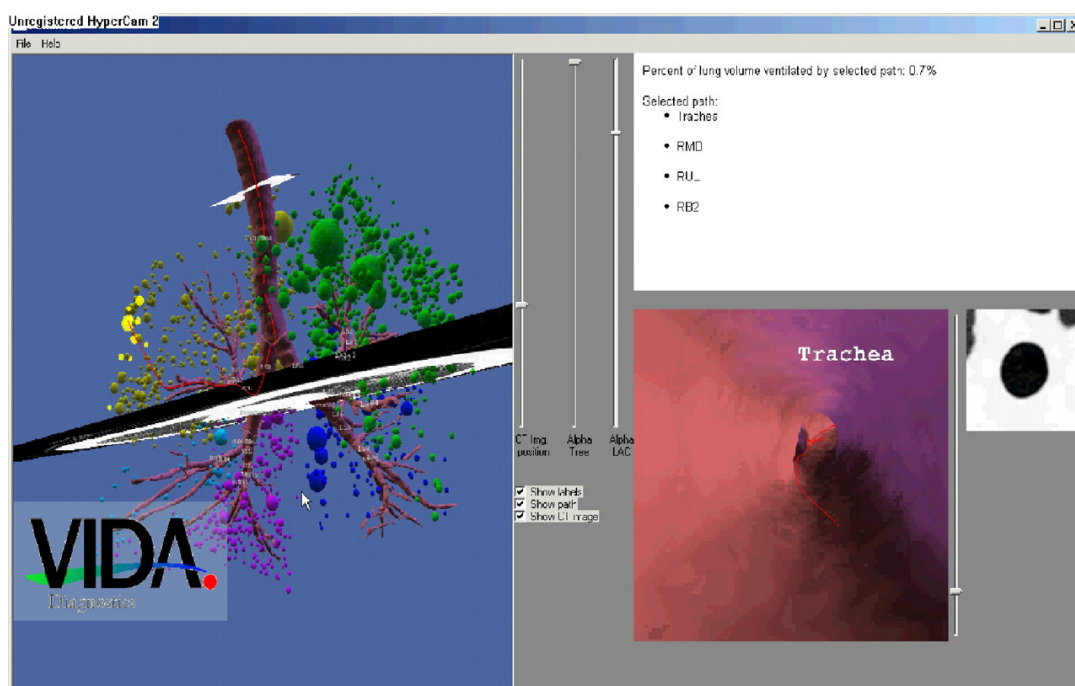 Unregistered HyperCam 2
File Help
Percent of lung volume ventilated by selected path: 0.7%
Selected path:
• Trachea
• RMB
• RUL
• RB2
CT Img. position
Alpha Tree
Alpha LAC
Show labels
Show path
Show CT image
Trachea
VIDA
Diagnostics